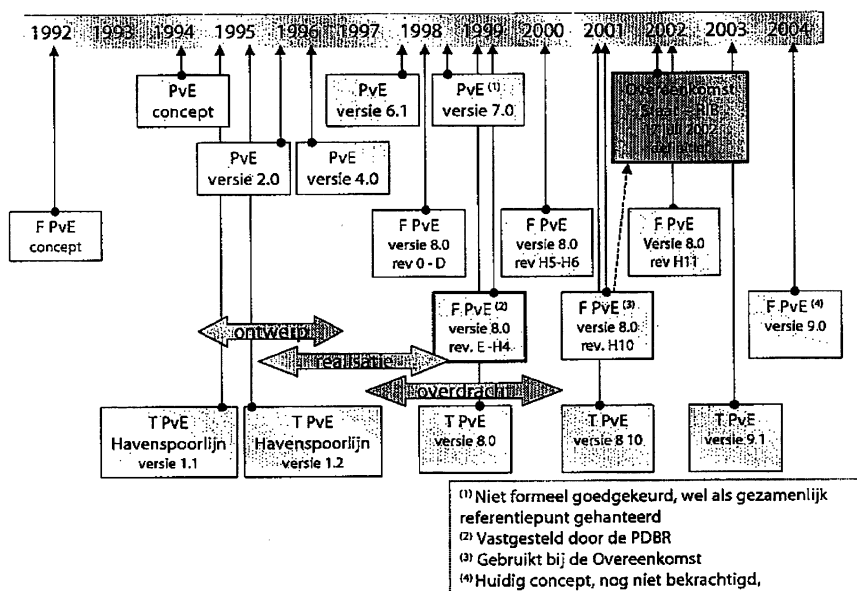 1992 1993 1994 1995 1996 1997 1998 1999 2000 2001 2002 2003 2004
PvE
concept
PvE
versie 6.1
PvE (1)
versie 7.0
Overeenkomst
17 juli 2002
PvE
versie 2.0
PvE
versie 4.0
F PvE
concept
F PvE
versie 8.0
rev 0 - D
F PvE
versie 8.0
rev H5-H6
F PvE
Versie 8.0
rev H11
F PvE (2)
versie 8.0
rev. E -H4
F PvE (3)
versie 8.0
rev. H10
F PvE (4)
versie 9.0
ontwerp
realisatie
overdracht
T PvE
Havenspoorlijn
versie 1.1
T PvE
Havenspoorlijn
versie 1.2
T PvE
versie 8.0
T PvE
versie 8 10
T PvE
versie 9.1
(1) Niet formeel goedgekeurd, wel als gezamenlijk
referentiepunt gehanteerd
(2) Vastgesteld door de PDBR
(3) Gebruikt bij de Overeenkomst
(4) Huidig concept, nog niet bekrachtigd,